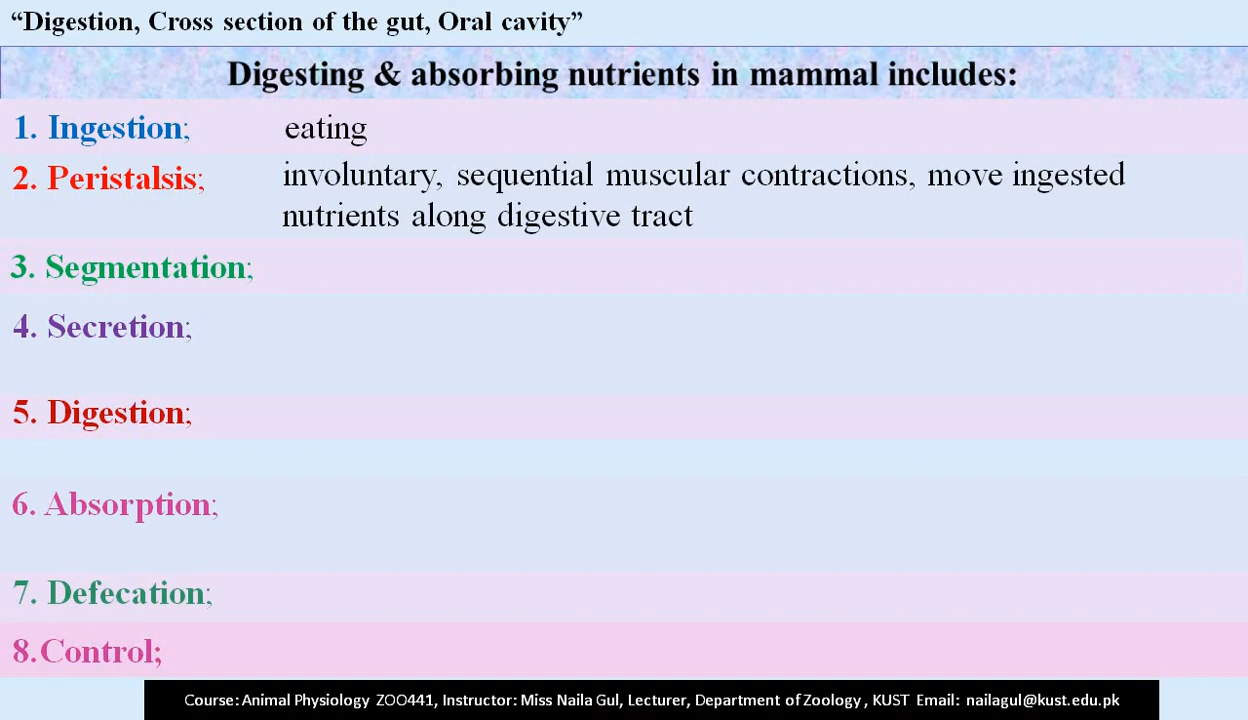 “Digestion, Cross section of the gut, Oral cavity”
Digesting & absorbing nutrients in mammal includes:
1. Ingestion; eating
2. Peristalsis; involuntary, sequential muscular contractions, move ingested
nutrients along digestive tract
3. Segmentation;
4. Secretion;
5. Digestion;
6. Absorption;
7. Defecation;
8.Control;
Course: Animal Physiology ZOO441, Instructor: Miss Naila Gul, Lecturer, Department of Zoology, KUST Email: nailagul@kust.edu.pk